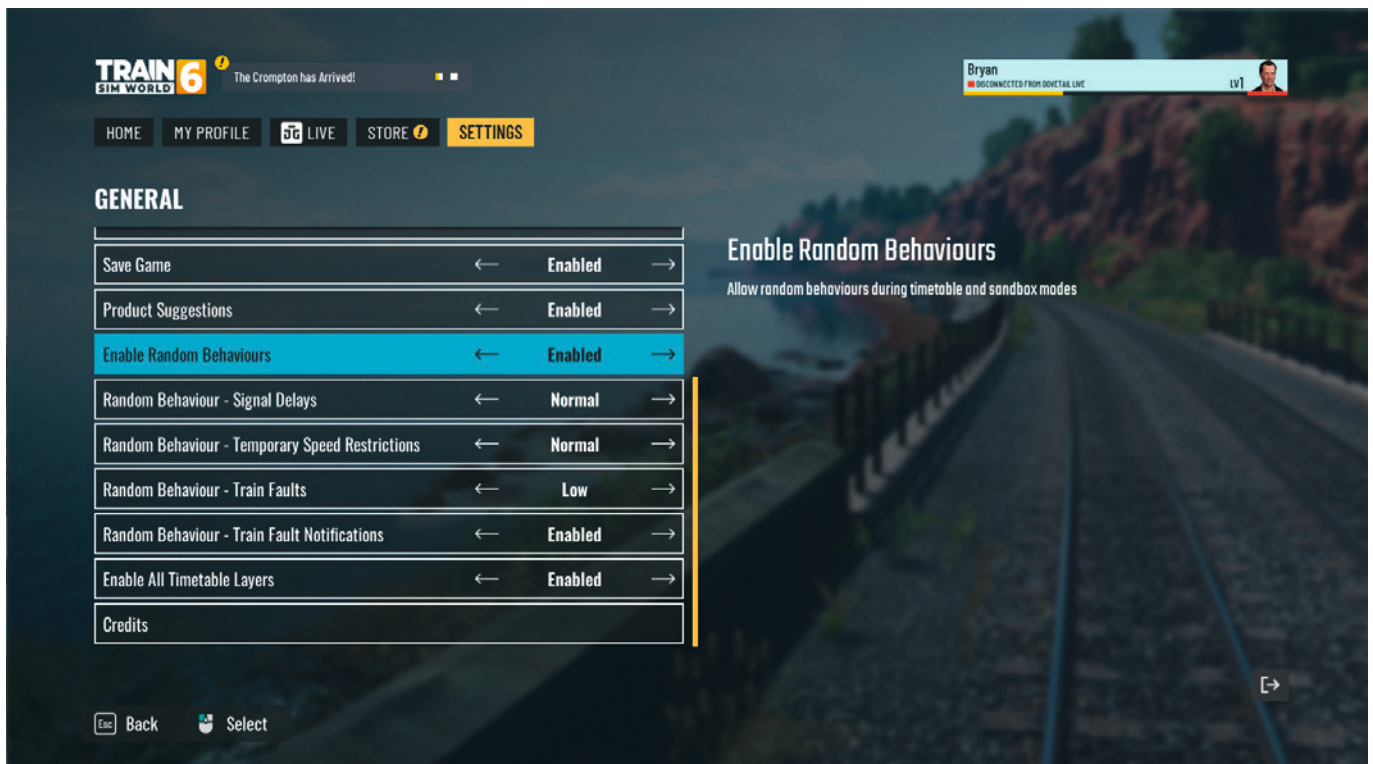 TRAIN 6
SIM WORLD
The Crompton has Arrived!
Bryan
DISCONNECTED FROM DOVETAIL LIVE
LV1
HOME MY PROFILE LIVE STORE SETTINGS
GENERAL
Save Game Enabled
Product Suggestions Enabled
Enable Random Behaviours Enabled
Random Behaviour - Signal Delays Normal
Random Behaviour - Temporary Speed Restrictions Normal
Random Behaviour - Train Faults Low
Random Behaviour - Train Fault Notifications Enabled
Enable All Timetable Layers Enabled
Credits
Enable Random Behaviours
Allow random behaviours during timetable and sandbox modes
Esc Back Select